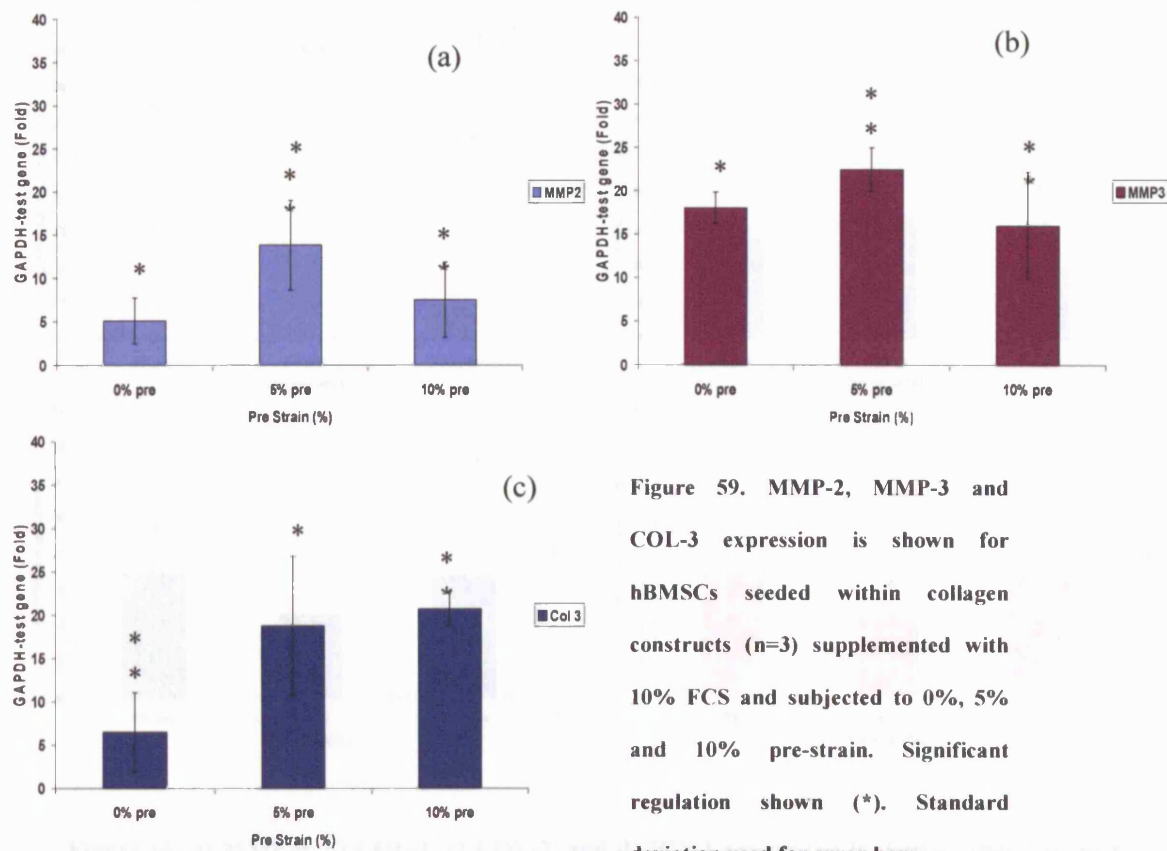 (a)
40
35
30
25
20
15
10
5
0
GAPDH-test gene (Fold)
* * * * * * *
MMP2
0% pre 5% pre 10% pre
Pre Strain (%)
(b)
40
35
30
25
20
15
10
5
0
GAPDH-test gene (Fold)
* * * * *
MMP3
0% pre 5% pre 10% pre
Pre Strain (%)
(c)
40
35
30
25
20
15
10
5
0
GAPDH-test gene (Fold)
* * * * *
Col 3
0% pre 5% pre 10% pre
Pre Strain (%)
Figure 59. MMP-2, MMP-3 and
COL-3 expression is shown for
hBMSCs seeded within collagen
constructs (n=3) supplemented with
10% FCS and subjected to 0%, 5%
and 10% pre-strain. Significant
regulation shown (*). Standard